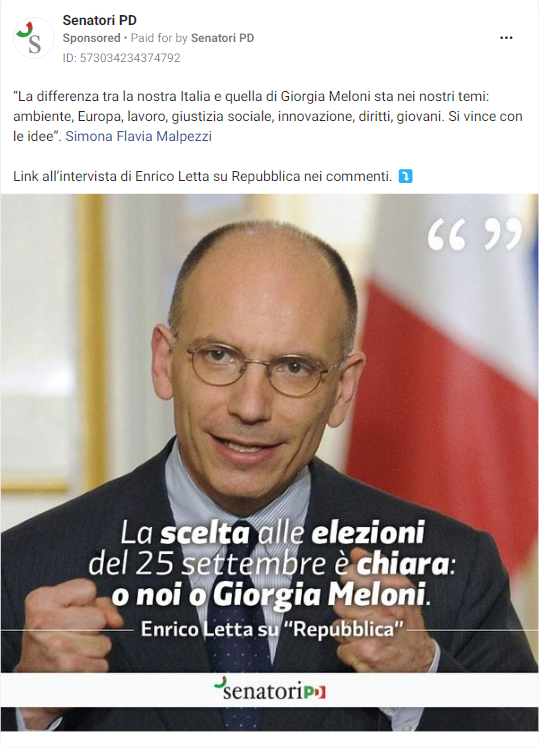 Senatori PD
Sponsored • Paid for by Senatori PD
ID: 573034234374792
“La differenza tra la nostra Italia e quella di Giorgia Meloni sta nei nostri temi:
ambiente, Europa, lavoro, giustizia sociale, innovazione, diritti, giovani. Si vince con
le idee”. Simona Flavia Malpezzi
Link all’intervista di Enrico Letta su Repubblica nei commenti. ⤵️
“ ”
La scelta alle elezioni
del 25 settembre è chiara:
o noi o Giorgia Meloni.
Enrico Letta su “Repubblica”
senatoriPD